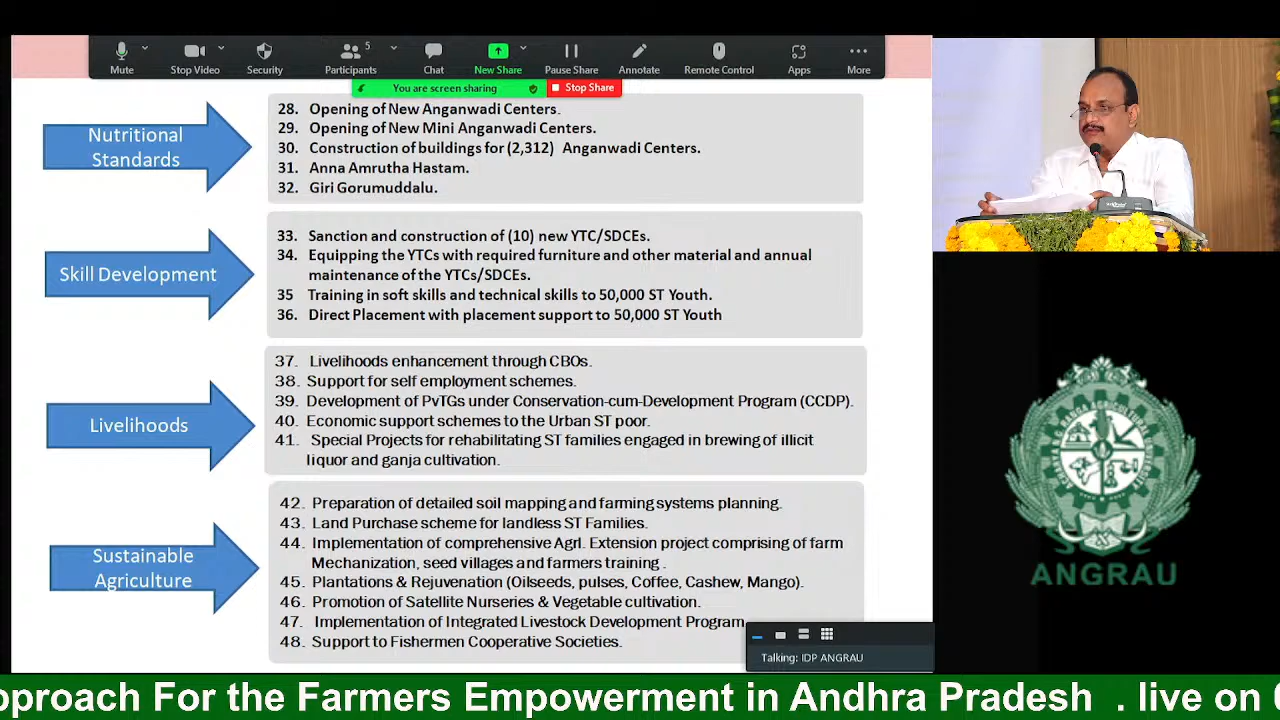 Mute
Stop Video
Security
Participants
5
Chat
New Share
Pause Share
Annotate
Remote Control
Apps
More
You are screen sharing
Stop Share
Nutritional
Standards
28. Opening of New Anganwadi Centers.
29. Opening of New Mini Anganwadi Centers.
30. Construction of buildings for (2,312) Anganwadi Centers.
31. Anna Amrutha Hastam.
32. Giri Gorumuddalu.
Skill Development
33. Sanction and construction of (10) new YTC/SDCEs.
34. Equipping the YTCs with required furniture and other material and annual
maintenance of the YTCs/SDCEs.
35 Training in soft skills and technical skills to 50,000 ST Youth.
36. Direct Placement with placement support to 50,000 ST Youth
Livelihoods
37. Livelihoods enhancement through CBOs.
38. Support for self employment schemes.
39. Development of PvTGs under Conservation-cum-Development Program (CCDP).
40. Economic support schemes to the Urban ST poor.
41. Special Projects for rehabilitating ST families engaged in brewing of illicit
liquor and ganja cultivation.
Sustainable
Agriculture
42. Preparation of detailed soil mapping and farming systems planning.
43. Land Purchase scheme for landless ST Families.
44. Implementation of comprehensive Agrl. Extension project comprising of farm
Mechanization, seed villages and farmers training .
45. Plantations & Rejuvenation (Oilseeds, pulses, Coffee, Cashew, Mango).
46. Promotion of Satellite Nurseries & Vegetable cultivation.
47. Implementation of Integrated Livestock Development Program
48. Support to Fishermen Cooperative Societies.
Talking: IDP ANGRAU
ANGRAU
pproach For the Farmers Empowerment in Andhra Pradesh . live on